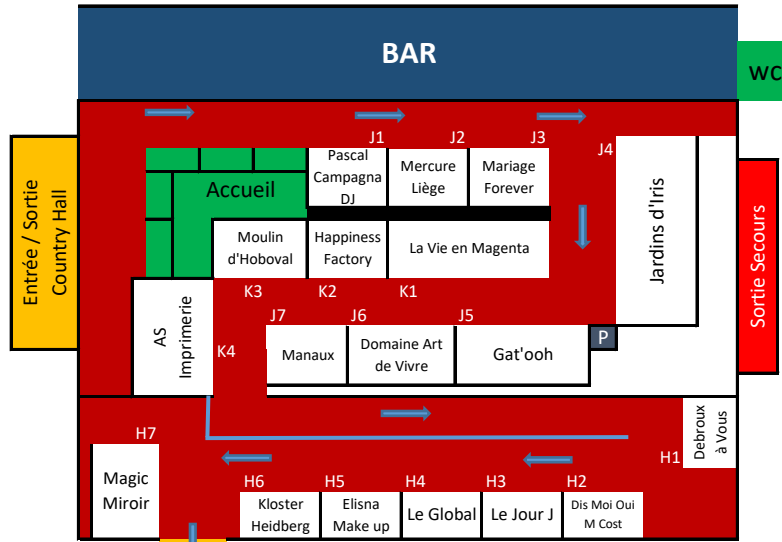 BAR
WC
J1
J2
J3
J4
Pascal
Campagna
DJ
Mercure
Liège
Mariage
Forever
Accueil
Entrée / Sortie
Country Hall
Jardins d'Iris
Sortie Secours
Moulin
d'Hoboval
Happiness
Factory
La Vie en Magenta
K3
K2
K1
AS
Imprimerie
K4
J7
J6
J5
Manaux
Domaine Art
de Vivre
Gat'ooh
P
Debroux
à Vous
H7
H1
Magic
Miroir
H6
H5
H4
H3
H2
Kloster
Heidberg
Elisna
Make up
Le Global
Le Jour J
Dis Moi Oui
M Cost